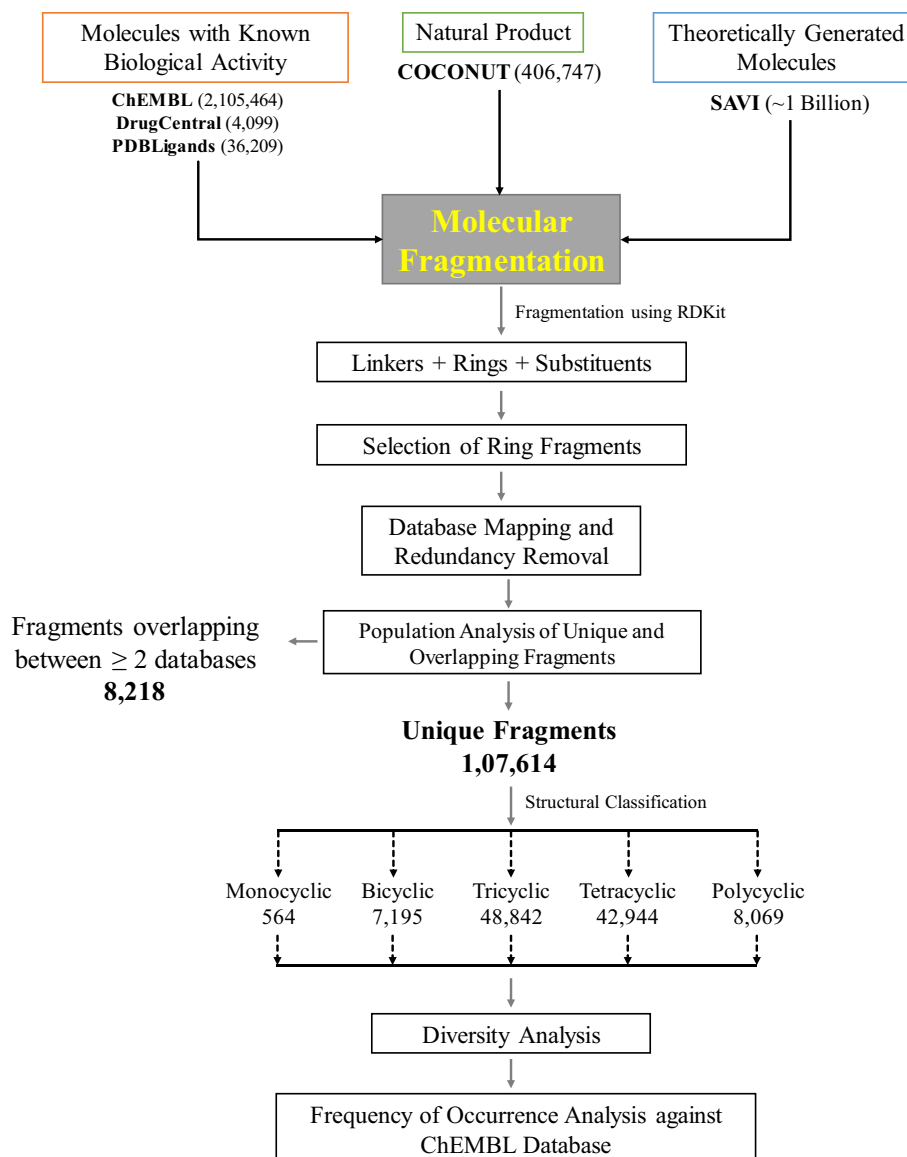 Molecules with Known
Biological Activity
ChEMBL (2,105,464)
DrugCentral (4,099)
PDBLigands (36,209)
Natural Product
COCONUT (406,747)
Theoretically Generated
Molecules
SAVI (~1 Billion)
Molecular
Fragmentation
Fragmentation using RDKit
Linkers + Rings + Substituents
Selection of Ring Fragments
Database Mapping and
Redundancy Removal
Population Analysis of Unique and
Overlapping Fragments
Fragments overlapping
between ≥ 2 databases
8,218
Unique Fragments
1,07,614
Structural Classification
Monocyclic
564
Bicyclic
7,195
Tricyclic
48,842
Tetracyclic
42,944
Polycyclic
8,069
Diversity Analysis
Frequency of Occurrence Analysis against
ChEMBL Database